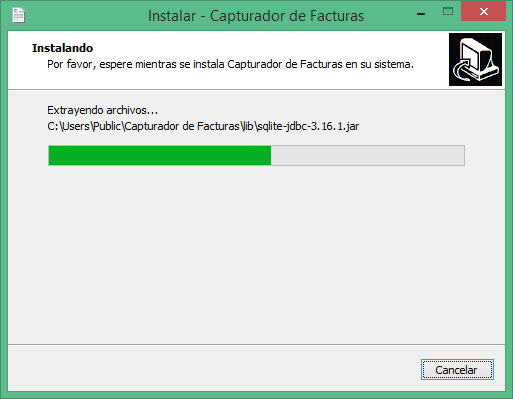 Instalar - Capturador de Facturas
Instalando
Por favor, espere mientras se instala Capturador de Facturas en su sistema.
Extrayendo archivos...
C:\Users\Public\Capturador de Facturas\lib\sqlite-jdbc-3.16.1.jar
Cancelar